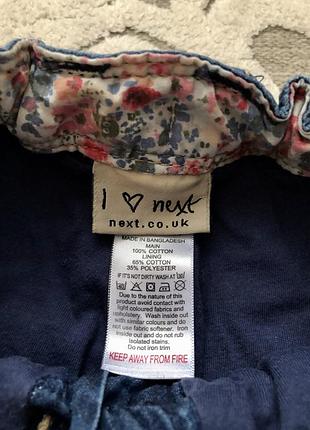 I ♡ next
next.co.uk
MADE IN BANGLADESH
MAIN
100% COTTON
LINING
65% COTTON
35% POLYESTER
IF IT'S NOT DIRTY WASH AT 30°
Due to the nature of this
product avoid contact with
light coloured fabrics and
upholstery. Wash inside out
with similar colours and do
not use fabric softener. Iron
inside out and do not rub
isolated stains.
Do not iron trim
KEEP AWAY FROM FIRE